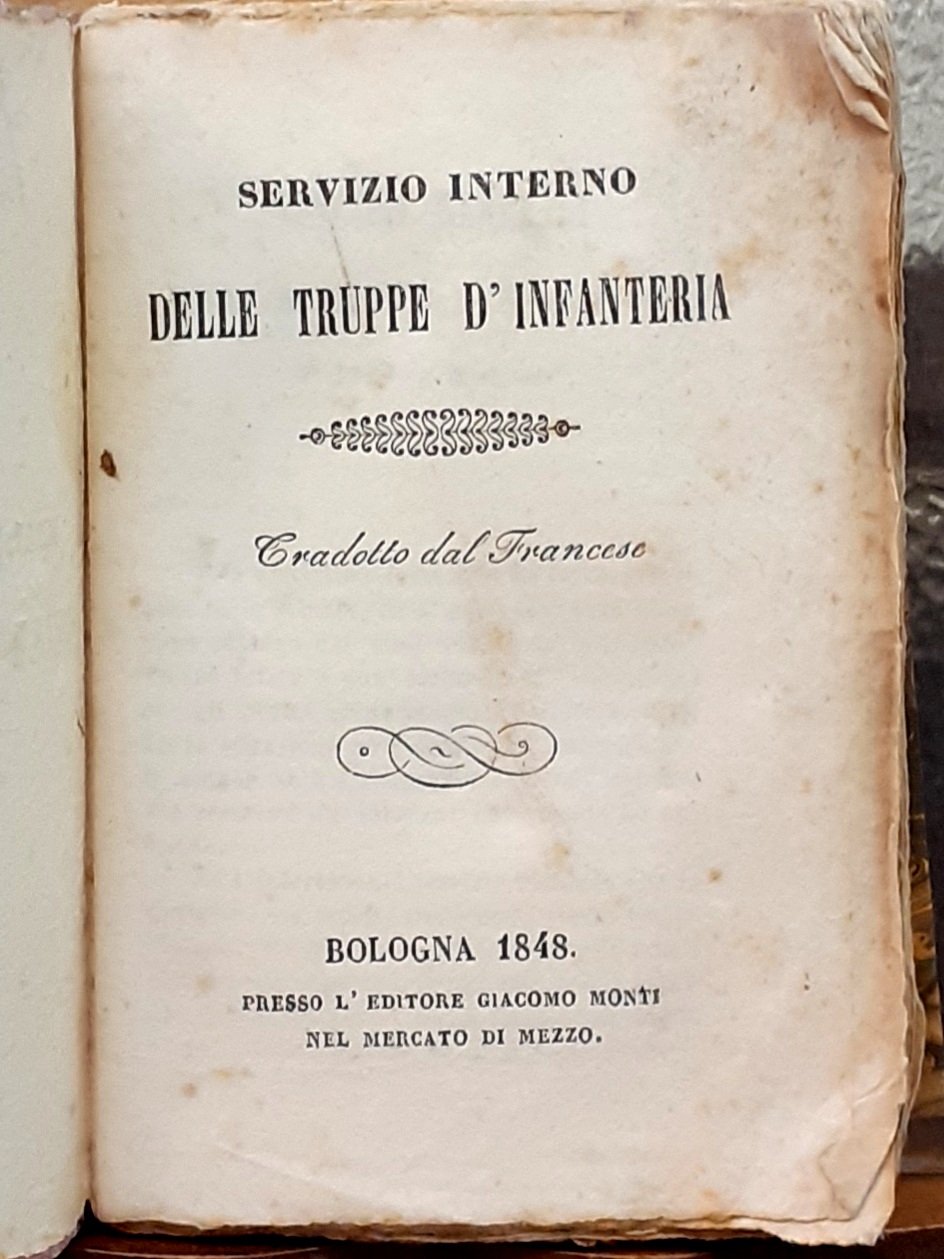 SERVIZIO INTERNO
DELLE TRUPPE D' INFANTERIA
Tradotto dal Francese
BOLOGNA 1848.
PRESSO L' EDITORE GIACOMO MONTI
NEL MERCATO DI MEZZO.